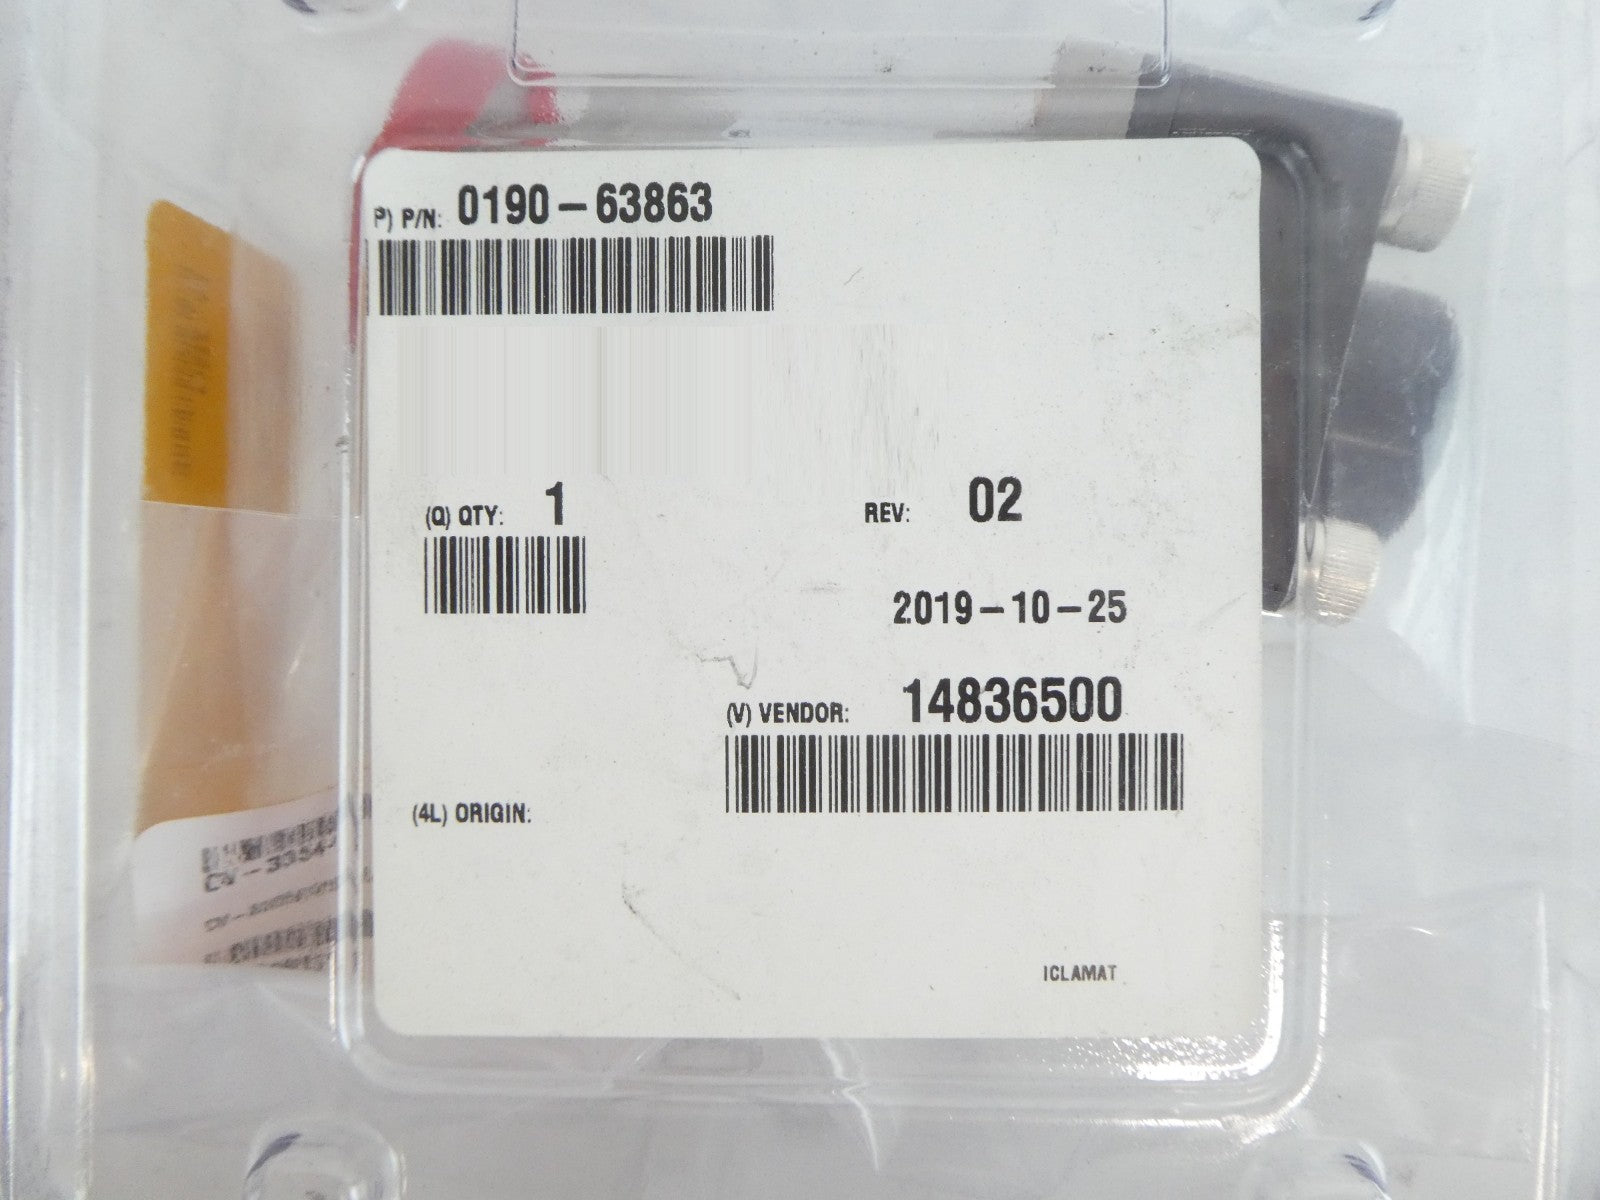 P) P/N: 0190-63863
(Q) QTY: 1 REV: 02
2019-10-25
(V) VENDOR: 14836500
(4L) ORIGIN:
ICLAMAT